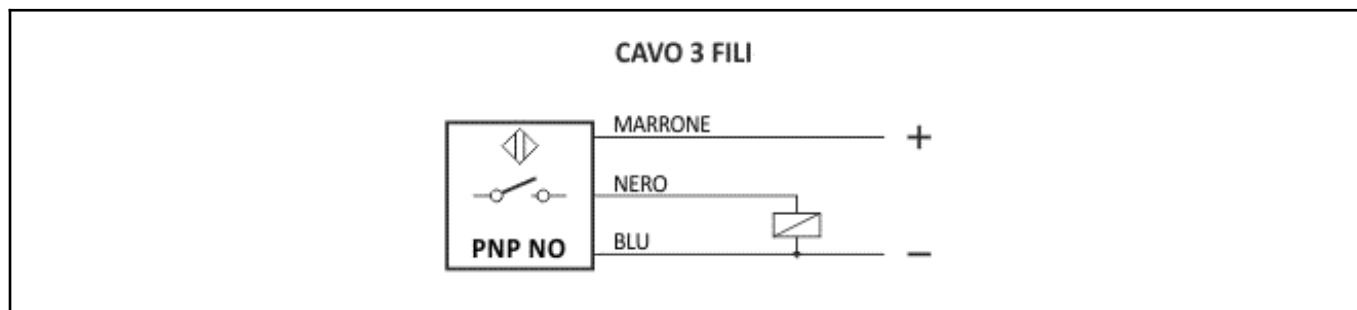 CAVO 3 FILI
MARRONE
+
NERO
PNP NO
BLU
−